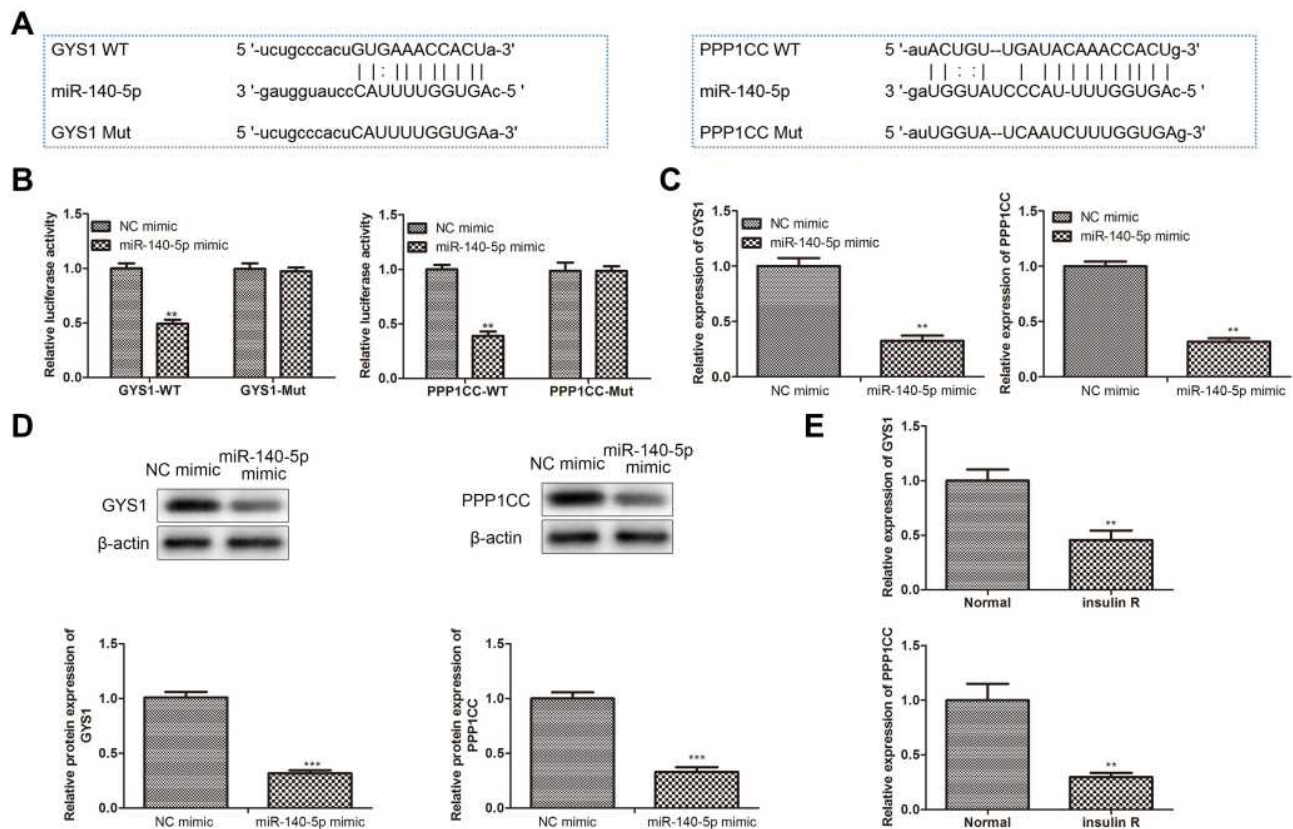 A
GYS1 WT 5 '-ucugcccacuGUGAAACCACUa-3'
| | : | | | | | | |
miR-140-5p 3 '-gaugguauccCAUUUUGGUGAc-5 '
GYS1 Mut 5 '-ucugcccacuCAUUUUGGUGAa-3'
PPP1CC WT 5 '-auACUGU--UGAUACAAACCACUg-3'
| | : : | | | | | | | | | | |
miR-140-5p 3 '-gaUGGUAUCCCAU-UUUGGUGAc-5 '
PPP1CC Mut 5 '-auUGGUA--UCAAUCUUUGGUGAg-3'
B
Relative luciferase activity
1.5
1.0
0.5
0.0
NC mimic
miR-140-5p mimic
**
GYS1-WT GYS1-Mut
Relative luciferase activity
1.5
1.0
0.5
0.0
NC mimic
miR-140-5p mimic
**
PPP1CC-WT PPP1CC-Mut
C
Relative expression of GYS1
1.5
1.0
0.5
0.0
NC mimic
miR-140-5p mimic
**
NC mimic miR-140-5p mimic
Relative expression of PPP1CC
1.5
1.0
0.5
0.0
NC mimic
miR-140-5p mimic
**
NC mimic miR-140-5p mimic
D
NC mimic miR-140-5p
mimic
GYS1
β-actin
NC mimic miR-140-5p
mimic
PPP1CC
β-actin
Relative protein expression of
GYS1
1.5
1.0
0.5
0.0
***
NC mimic miR-140-5p mimic
Relative protein expression of
PPP1CC
1.5
1.0
0.5
0.0
***
NC mimic miR-140-5p mimic
E
Relative expression of GYS1
1.5
1.0
0.5
0.0
**
Normal insulin R
Relative expression of PPP1CC
1.5
1.0
0.5
0.0
**
Normal insulin R